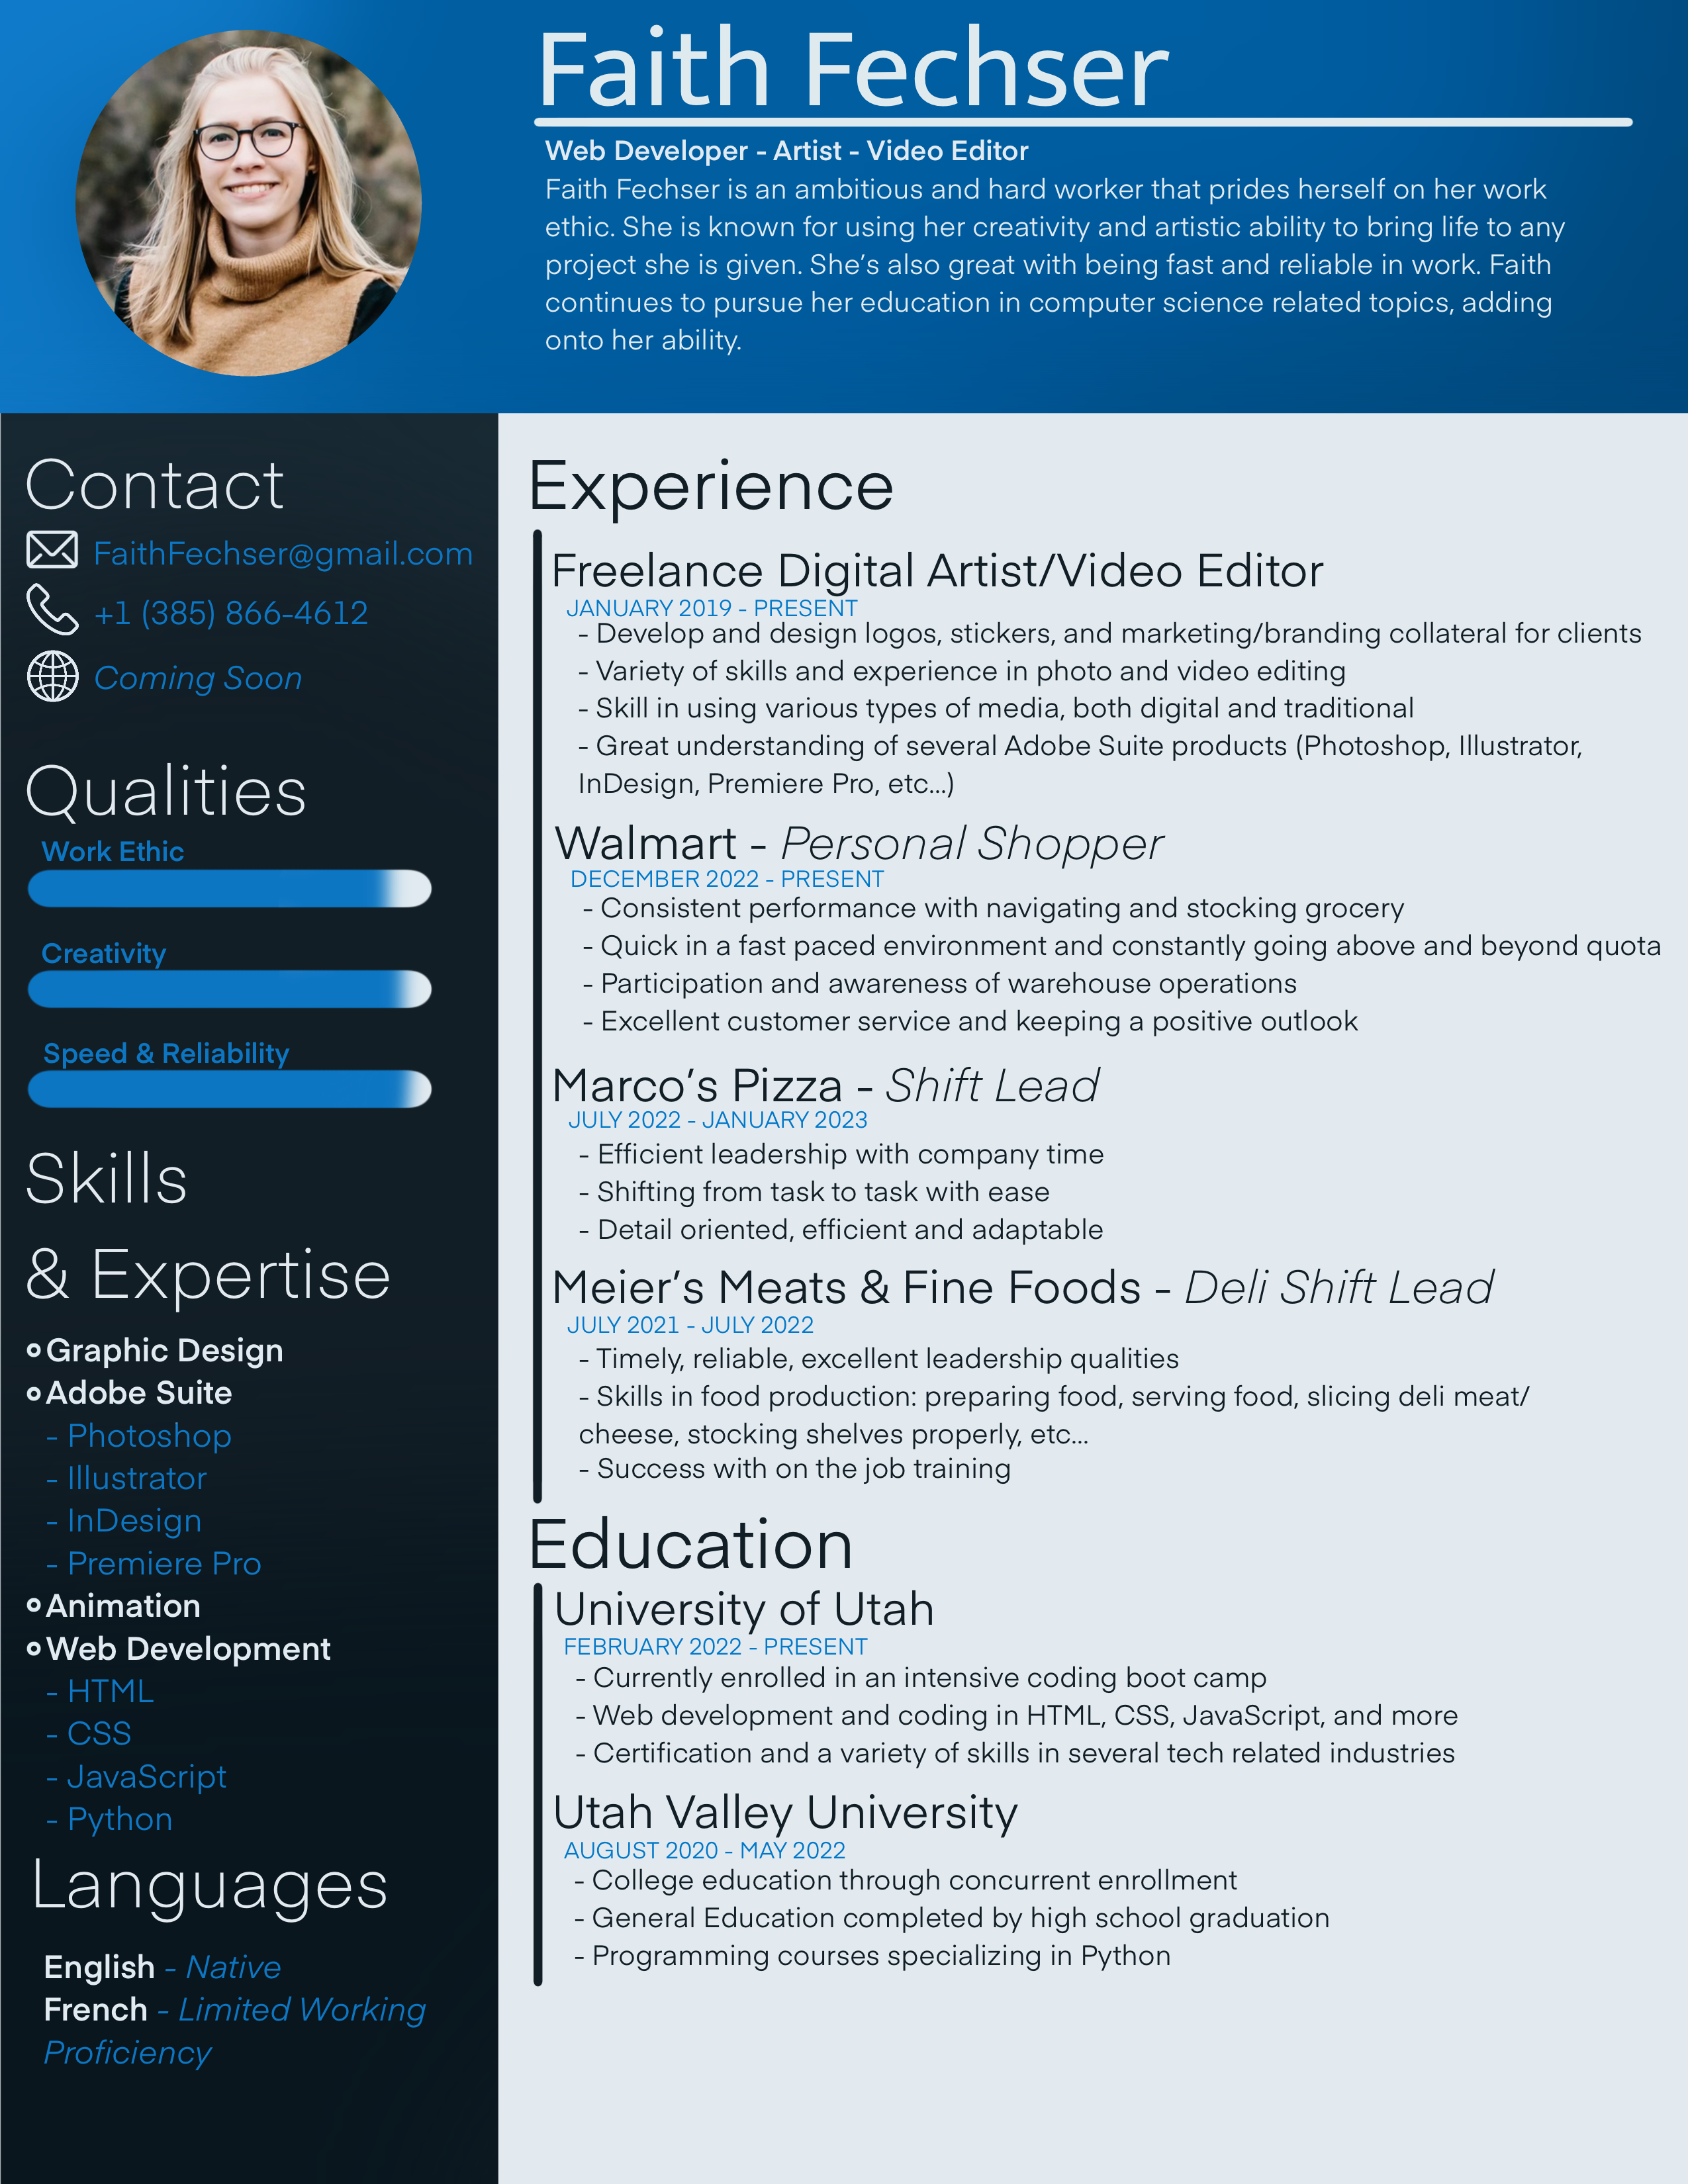 Faith Fechser
Web Developer - Artist - Video Editor
Faith Fechser is an ambitious and hard worker that prides herself on her work
ethic. She is known for using her creativity and artistic ability to bring life to any
project she is given. She's also great with being fast and reliable in work. Faith
continues to pursue her education in computer science related topics, adding
onto her ability.
Contact
FaithFechser@gmail.com
+1 (385) 866-4612
Coming Soon
Qualities
Work Ethic
Creativity
Speed & Reliability
Skills
& Expertise
Graphic Design
Adobe Suite
- Photoshop
- Illustrator
- InDesign
- Premiere Pro
Animation
Web Development
- HTML
- CSS
- JavaScript
- Python
Languages
English - Native
French - Limited Working
Proficiency
Experience
Freelance Digital Artist/Video Editor
JANUARY 2019 - PRESENT
- Develop and design logos, stickers, and marketing/branding collateral for clients
- Variety of skills and experience in photo and video editing
- Skill in using various types of media, both digital and traditional
- Great understanding of several Adobe Suite products (Photoshop, Illustrator,
InDesign, Premiere Pro, etc...)
Walmart - Personal Shopper
DECEMBER 2022 - PRESENT
- Consistent performance with navigating and stocking grocery
- Quick in a fast paced environment and constantly going above and beyond quota
- Participation and awareness of warehouse operations
- Excellent customer service and keeping a positive outlook
Marco's Pizza - Shift Lead
JULY 2022 - JANUARY 2023
- Efficient leadership with company time
- Shifting from task to task with ease
- Detail oriented, efficient and adaptable
Meier's Meats & Fine Foods - Deli Shift Lead
JULY 2021 - JULY 2022
- Timely, reliable, excellent leadership qualities
- Skills in food production: preparing food, serving food, slicing deli meat/
cheese, stocking shelves properly, etc...
- Success with on the job training
Education
University of Utah
FEBRUARY 2022 - PRESENT
- Currently enrolled in an intensive coding boot camp
- Web development and coding in HTML, CSS, JavaScript, and more
- Certification and a variety of skills in several tech related industries
Utah Valley University
AUGUST 2020 - MAY 2022
- College education through concurrent enrollment
- General Education completed by high school graduation
- Programming courses specializing in Python